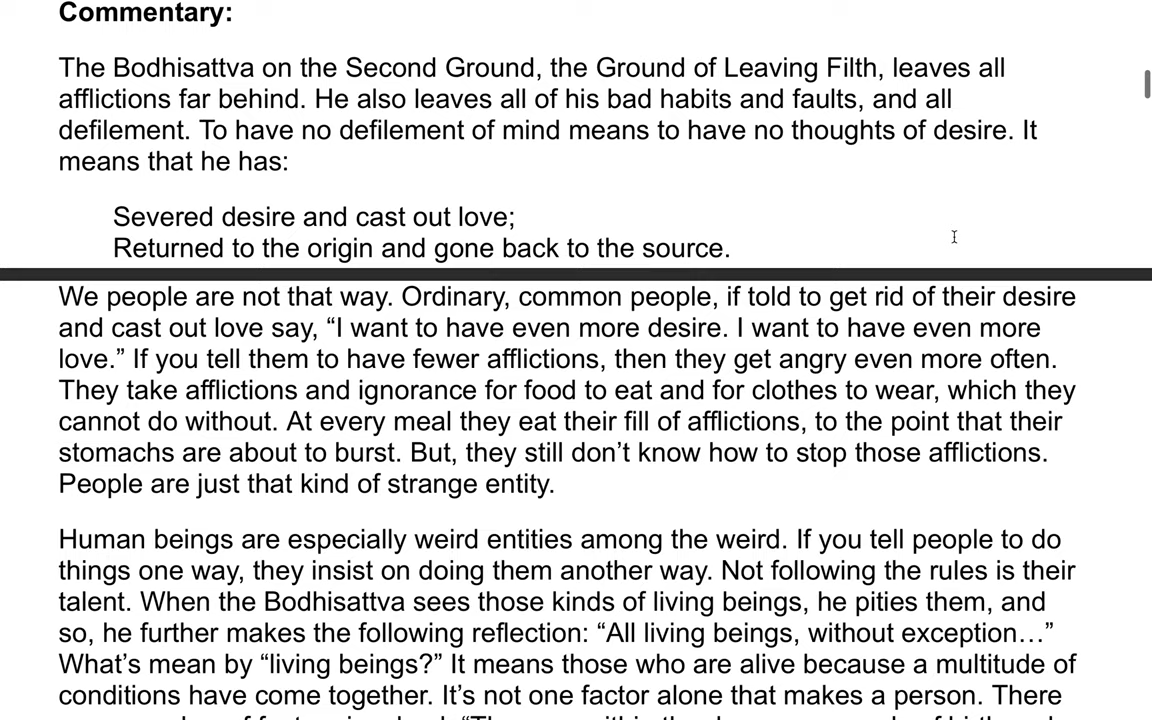 Commentary:
The Bodhisattva on the Second Ground, the Ground of Leaving Filth, leaves all
afflictions far behind. He also leaves all of his bad habits and faults, and all
defilement. To have no defilement of mind means to have no thoughts of desire. It
means that he has:
Severed desire and cast out love;
Returned to the origin and gone back to the source.
We people are not that way. Ordinary, common people, if told to get rid of their desire
and cast out love say, “I want to have even more desire. I want to have even more
love.” If you tell them to have fewer afflictions, then they get angry even more often.
They take afflictions and ignorance for food to eat and for clothes to wear, which they
cannot do without. At every meal they eat their fill of afflictions, to the point that their
stomachs are about to burst. But, they still don’t know how to stop those afflictions.
People are just that kind of strange entity.
Human beings are especially weird entities among the weird. If you tell people to do
things one way, they insist on doing them another way. Not following the rules is their
talent. When the Bodhisattva sees those kinds of living beings, he pities them, and
so, he further makes the following reflection: “All living beings, without exception…”
What’s mean by “living beings?” It means those who are alive because a multitude of
conditions have come together. It’s not one factor alone that makes a person. There